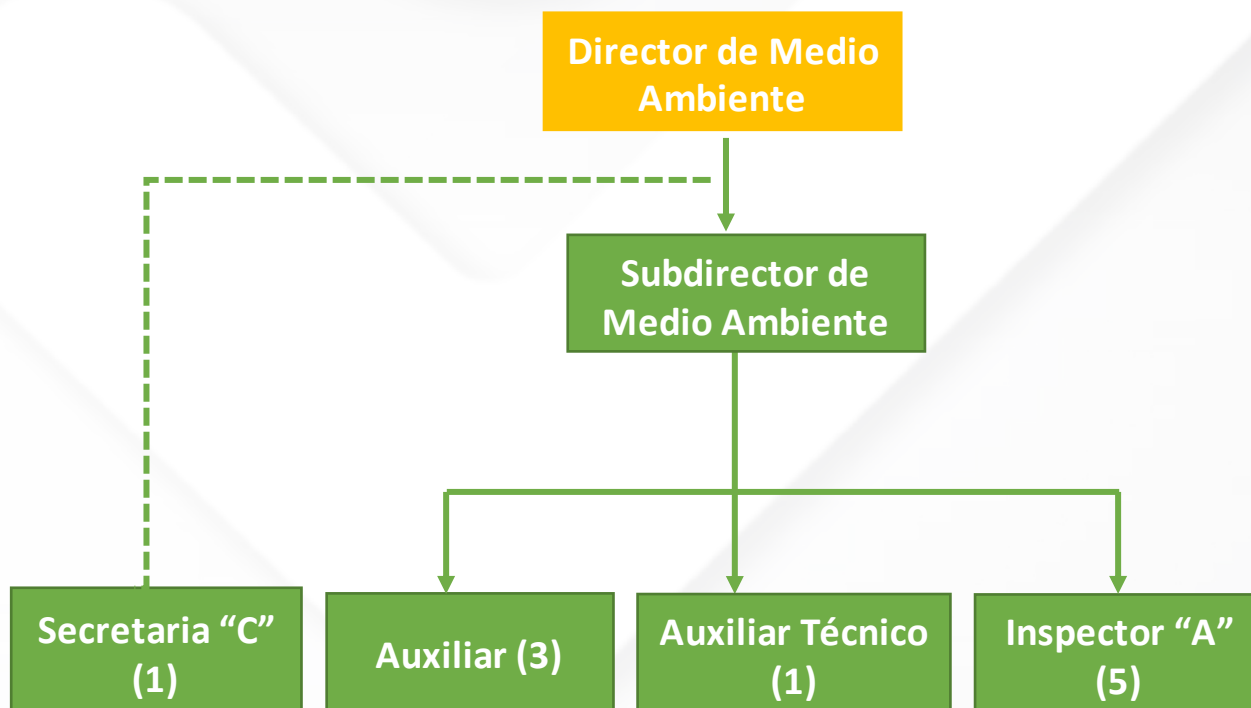 Director de Medio
Ambiente
Subdirector de
Medio Ambiente
Secretaria “C”
(1)
Auxiliar (3)
Auxiliar Técnico
(1)
Inspector “A”
(5)